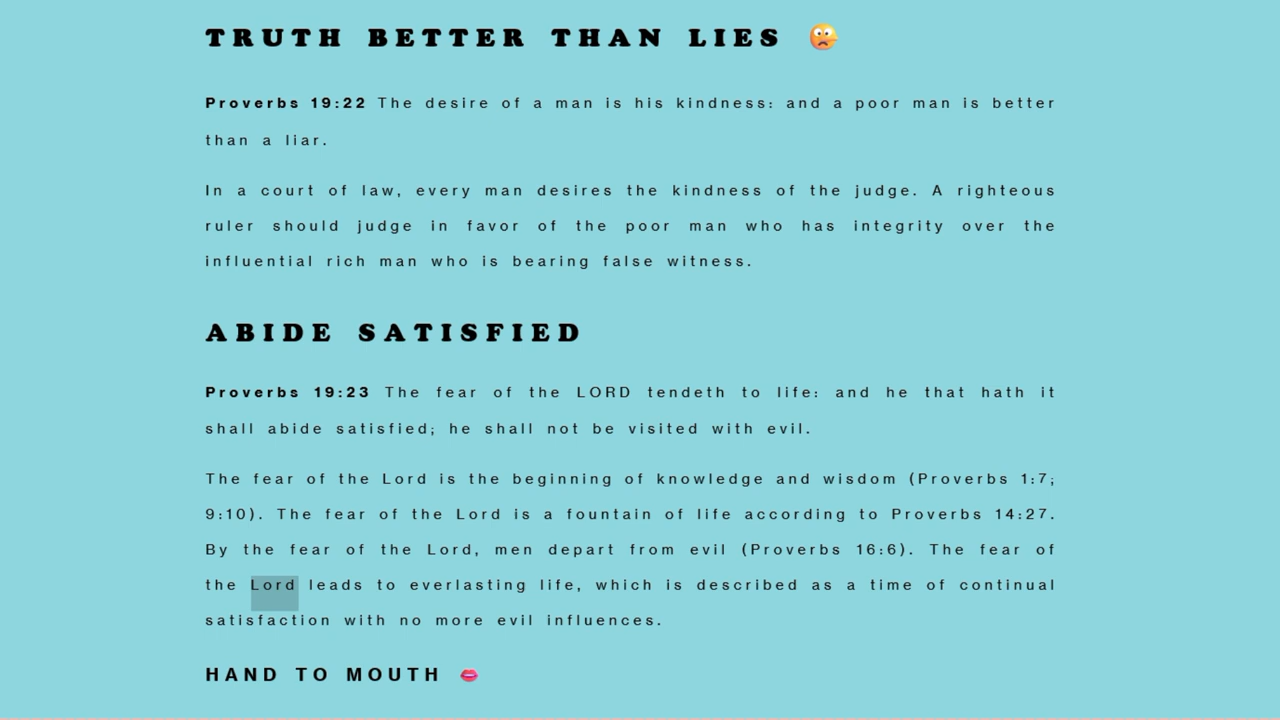 TRUTH BETTER THAN LIES
Proverbs 19:22 The desire of a man is his kindness: and a poor man is better
than a liar.
In a court of law, every man desires the kindness of the judge. A righteous
ruler should judge in favor of the poor man who has integrity over the
influential rich man who is bearing false witness.
ABIDE SATISFIED
Proverbs 19:23 The fear of the LORD tendeth to life: and he that hath it
shall abide satisfied; he shall not be visited with evil.
The fear of the Lord is the beginning of knowledge and wisdom (Proverbs 1:7;
9:10). The fear of the Lord is a fountain of life according to Proverbs 14:27.
By the fear of the Lord, men depart from evil (Proverbs 16:6). The fear of
the Lord leads to everlasting life, which is described as a time of continual
satisfaction with no more evil influences.
HAND TO MOUTH